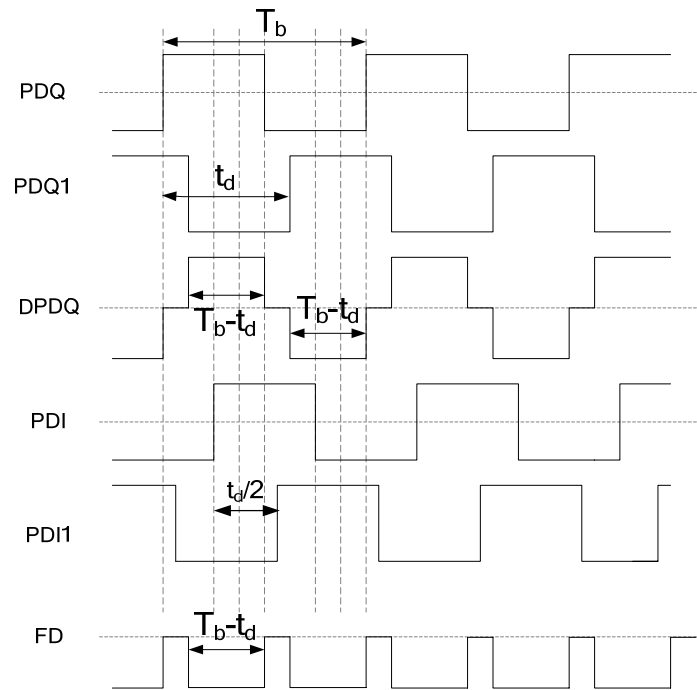 T_b
PDQ
PDQ1
t_d
DPDQ
T_b-t_d
T_b-t_d
PDI
t_d/2
PDI1
T_b-t_d
FD